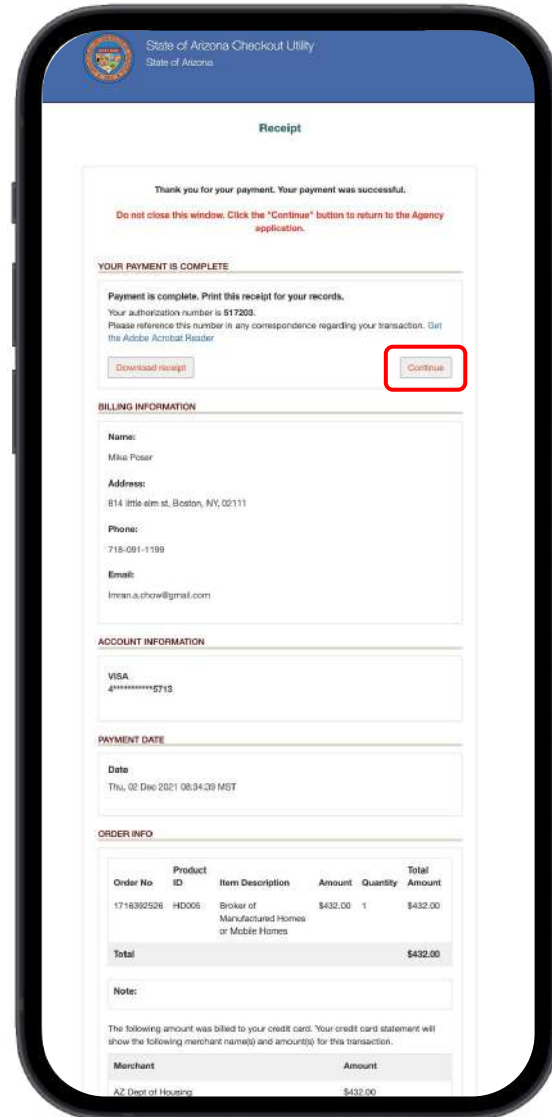 State of Arizona Checkout Utility
State of Arizona
Receipt
Thank you for your payment. Your payment was successful.
Do not close this window. Click the "Continue" button to return to the Agency
application.
YOUR PAYMENT IS COMPLETE
Payment is complete. Print this receipt for your records.
Your authorization number is 517203.
Please reference this number in any correspondence regarding your transaction. Get
the Adobe Acrobat Reader
Download receipt
Continue
BILLING INFORMATION
Name:
Mike Poser
Address:
814 little elm st, Boston, NY, 02111
Phone:
718-091-1199
Email:
Imran.a.chow@gmail.com
ACCOUNT INFORMATION
VISA
4***********5713
PAYMENT DATE
Date
Thu, 02 Dec 2021 08:34:39 MST
ORDER INFO
Order No Product ID Item Description Amount Quantity Total Amount
1716392526 HD005 Broker of $432.00 1 $432.00
Manufactured Homes
or Mobile Homes
Total $432.00
Note:
The following amount was billed to your credit card. Your credit card statement will
show the following merchant name(s) and amount(s) for this transaction.
Merchant Amount
AZ Dept of Housing $432.00